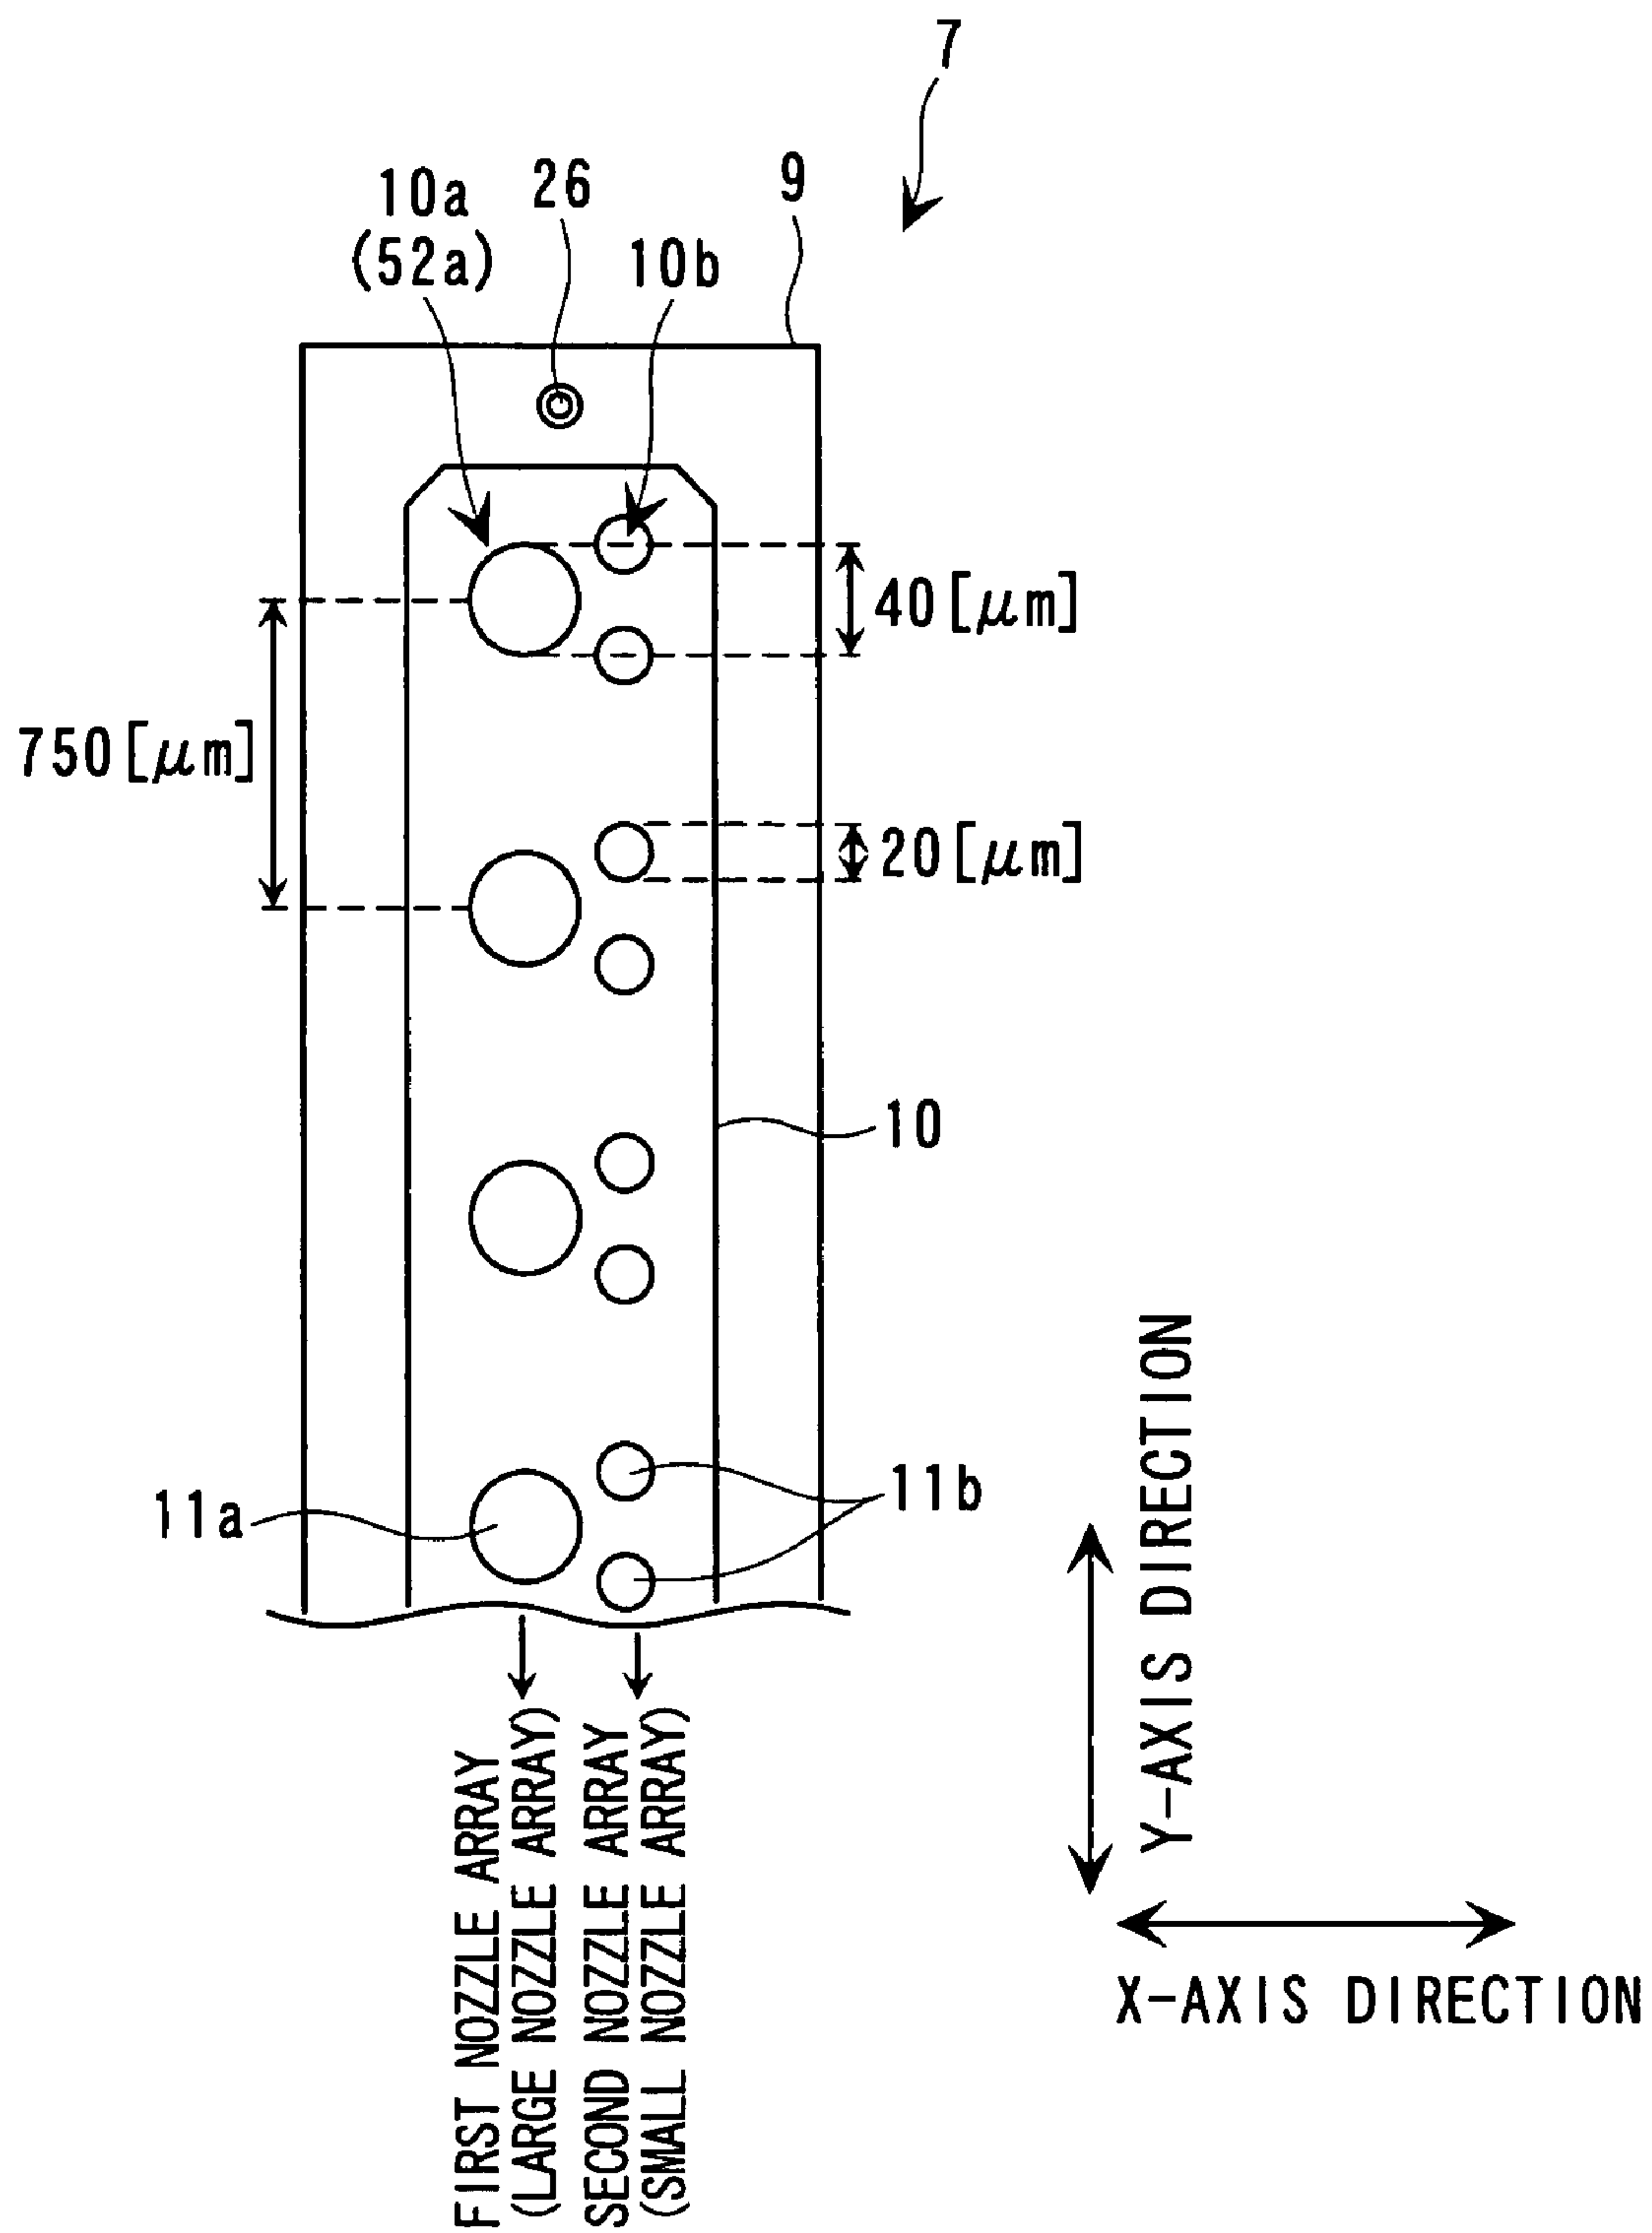 7
26
9
10a
(52a)
10b
40[μm]
750[μm]
20[μm]
10
11b
11a
Y-AXIS DIRECTION
X-AXIS DIRECTION
FIRST NOZZLE ARRAY
(LARGE NOZZLE ARRAY)
SECOND NOZZLE ARRAY
(SMALL NOZZLE ARRAY)